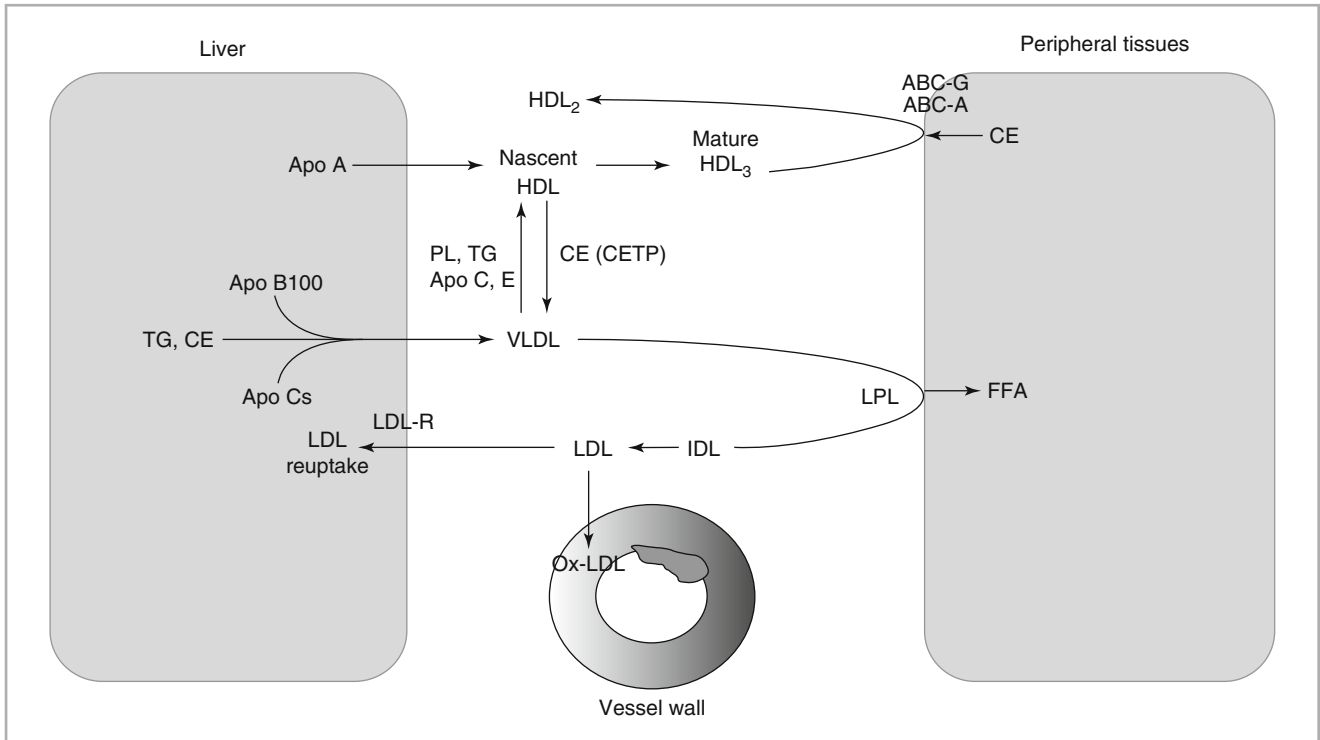 Liver
Peripheral tissues
ABC-G
ABC-A
HDL₂
CE
Mature
HDL₃
Apo A
Nascent
HDL
PL, TG
Apo C, E
CE (CETP)
Apo B100
TG, CE
VLDL
Apo Cs
LPL
FFA
LDL-R
LDL
reuptake
LDL
IDL
Ox-LDL
Vessel wall